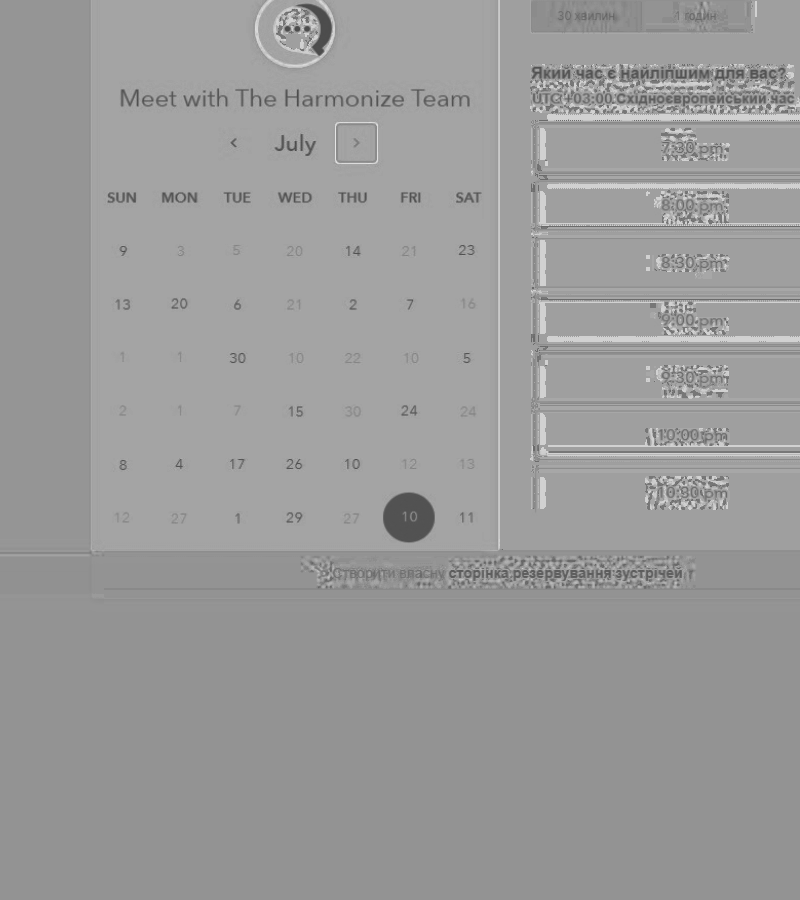 Meet with The Harmonize Team
July
SUN MON TUE WED THU FRI SAT
9 3 5 20 14 21 23
13 20 6 21 2 7 16
1 1 30 10 22 10 5
2 1 7 15 30 24 24
8 4 17 26 10 12 13
12 27 1 29 27 10 11
30 хвилин 1 годин
Який час є найліпшим для вас?
UTC +03:00 Східноєвропейський час
7:30 pm
8:00 pm
8:30 pm
9:00 pm
9:30 pm
10:00 pm
10:30 pm
Створити власну сторінка резервування зустрічей